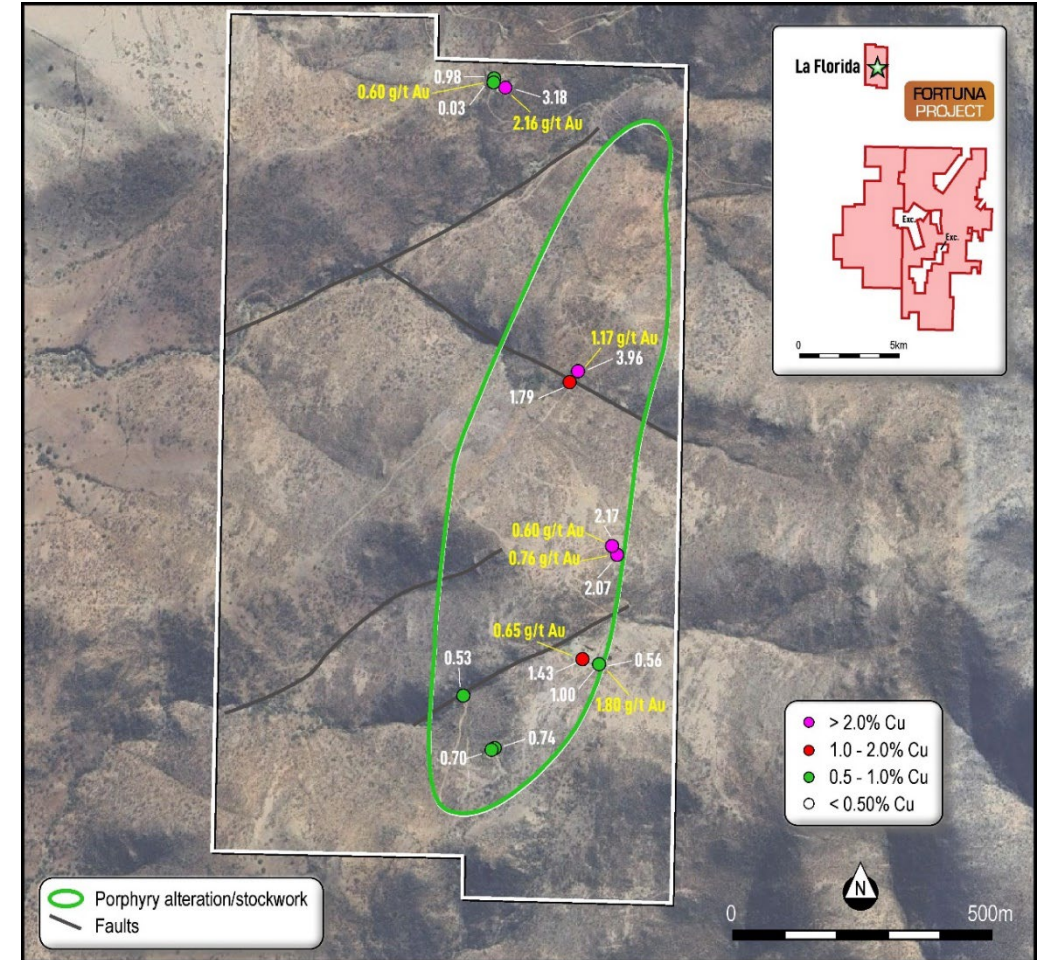 La Florida
FORTUNA
PROJECT
Exc.
Exc.
0
5km
0.98
0.60 g/t Au
0.03
3.18
2.16 g/t Au
1.17 g/t Au
3.96
1.79
2.17
0.60 g/t Au
0.76 g/t Au
2.07
0.65 g/t Au
0.53
1.43
0.56
1.00
1.80 g/t Au
0.74
0.70
> 2.0% Cu
1.0 - 2.0% Cu
0.5 - 1.0% Cu
< 0.50% Cu
Porphyry alteration/stockwork
Faults
N
0
500m